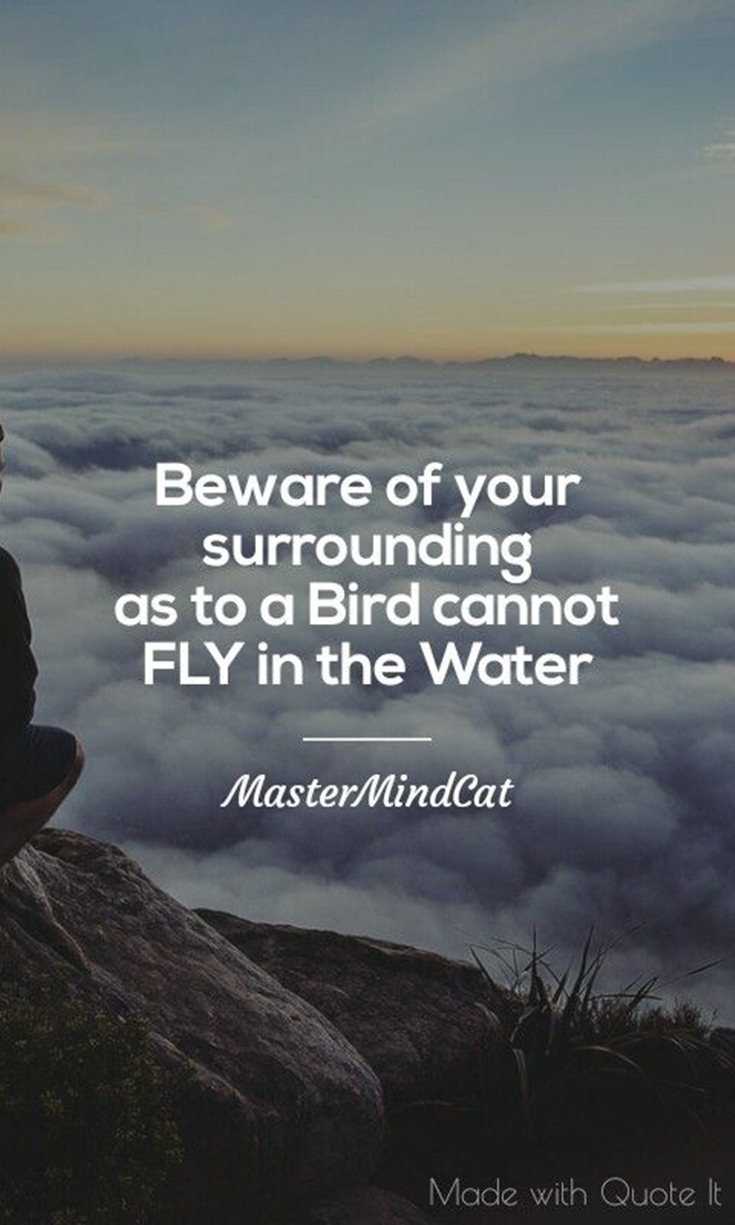 Beware of your
surrounding
as to a Bird cannot
FLY in the Water
MasterMindCat
Made with Quote It